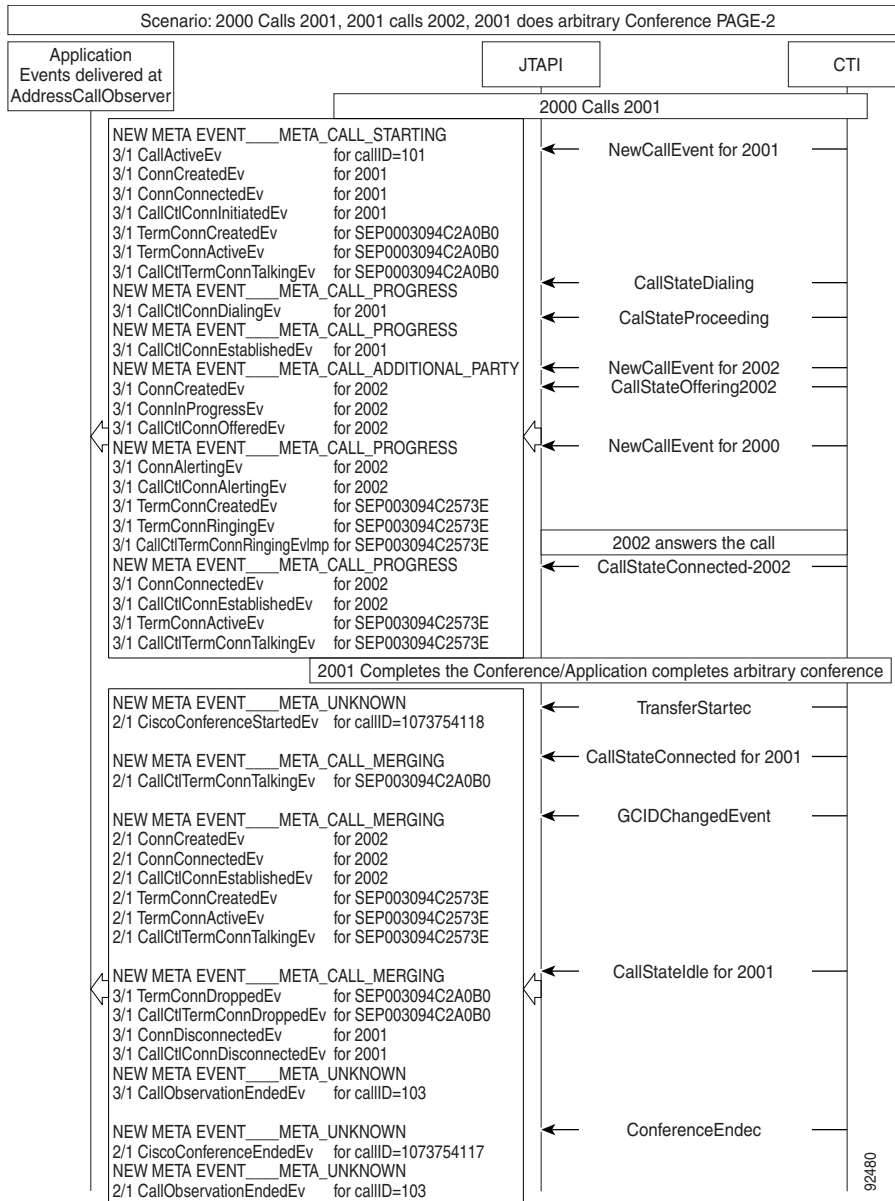 Scenario: 2000 Calls 2001, 2001 calls 2002, 2001 does arbitrary Conference PAGE-2
Application
Events delivered at
AddressCallObserver
JTAPI
CTI
2000 Calls 2001
NEW META EVENT____META_CALL_STARTING
3/1 CallActiveEv for callID=101
NewCallEvent for 2001
3/1 ConnCreatedEv for 2001
3/1 ConnConnectedEv for 2001
3/1 CallCtlConnInitiatedEv for 2001
3/1 TermConnCreatedEv for SEP0003094C2A0B0
3/1 TermConnActiveEv for SEP0003094C2A0B0
3/1 CallCtlTermConnTalkingEv for SEP0003094C2A0B0
CallStateDialing
NEW META EVENT____META_CALL_PROGRESS
3/1 CallCtlConnDialingEv for 2001
CalStateProceeding
NEW META EVENT____META_CALL_PROGRESS
3/1 CallCtlConnEstablishedEv for 2001
NEW META EVENT____META_CALL_ADDITIONAL_PARTY
NewCallEvent for 2002
3/1 ConnCreatedEv for 2002
CallStateOffering2002
3/1 ConnInProgressEv for 2002
3/1 CallCtlConnOfferedEv for 2002
NEW META EVENT____META_CALL_PROGRESS
NewCallEvent for 2000
3/1 ConnAlertingEv for 2002
3/1 CallCtlConnAlertingEv for 2002
3/1 TermConnCreatedEv for SEP003094C2573E
3/1 TermConnRingingEv for SEP003094C2573E
3/1 CallCtlTermConnRingingEvImp for SEP003094C2573E
2002 answers the call
NEW META EVENT____META_CALL_PROGRESS
CallStateConnected-2002
3/1 ConnConnectedEv for 2002
3/1 CallCtlConnEstablishedEv for 2002
3/1 TermConnActiveEv for SEP003094C2573E
3/1 CallCtlTermConnTalkingEv for SEP003094C2573E
2001 Completes the Conference/Application completes arbitrary conference
NEW META EVENT____META_UNKNOWN
TransferStartec
2/1 CiscoConferenceStartedEv for callID=1073754118
NEW META EVENT____META_CALL_MERGING
CallStateConnected for 2001
2/1 CallCtlTermConnTalkingEv for SEP003094C2A0B0
NEW META EVENT____META_CALL_MERGING
GCIDChangedEvent
2/1 ConnCreatedEv for 2002
2/1 ConnConnectedEv for 2002
2/1 CallCtlConnEstablishedEv for 2002
2/1 TermConnCreatedEv for SEP003094C2573E
2/1 TermConnActiveEv for SEP003094C2573E
2/1 CallCtlTermConnTalkingEv for SEP003094C2573E
NEW META EVENT____META_CALL_MERGING
CallStateIdle for 2001
3/1 TermConnDroppedEv for SEP003094C2A0B0
3/1 CallCtlTermConnDroppedEv for SEP003094C2A0B0
3/1 ConnDisconnectedEv for 2001
3/1 CallCtlConnDisconnectedEv for 2001
NEW META EVENT____META_UNKNOWN
3/1 CallObservationEndedEv for callID=103
NEW META EVENT____META_UNKNOWN
ConferenceEndec
2/1 CiscoConferenceEndedEv for callID=1073754117
NEW META EVENT____META_UNKNOWN
2/1 CallObservationEndedEv for callID=103
92480